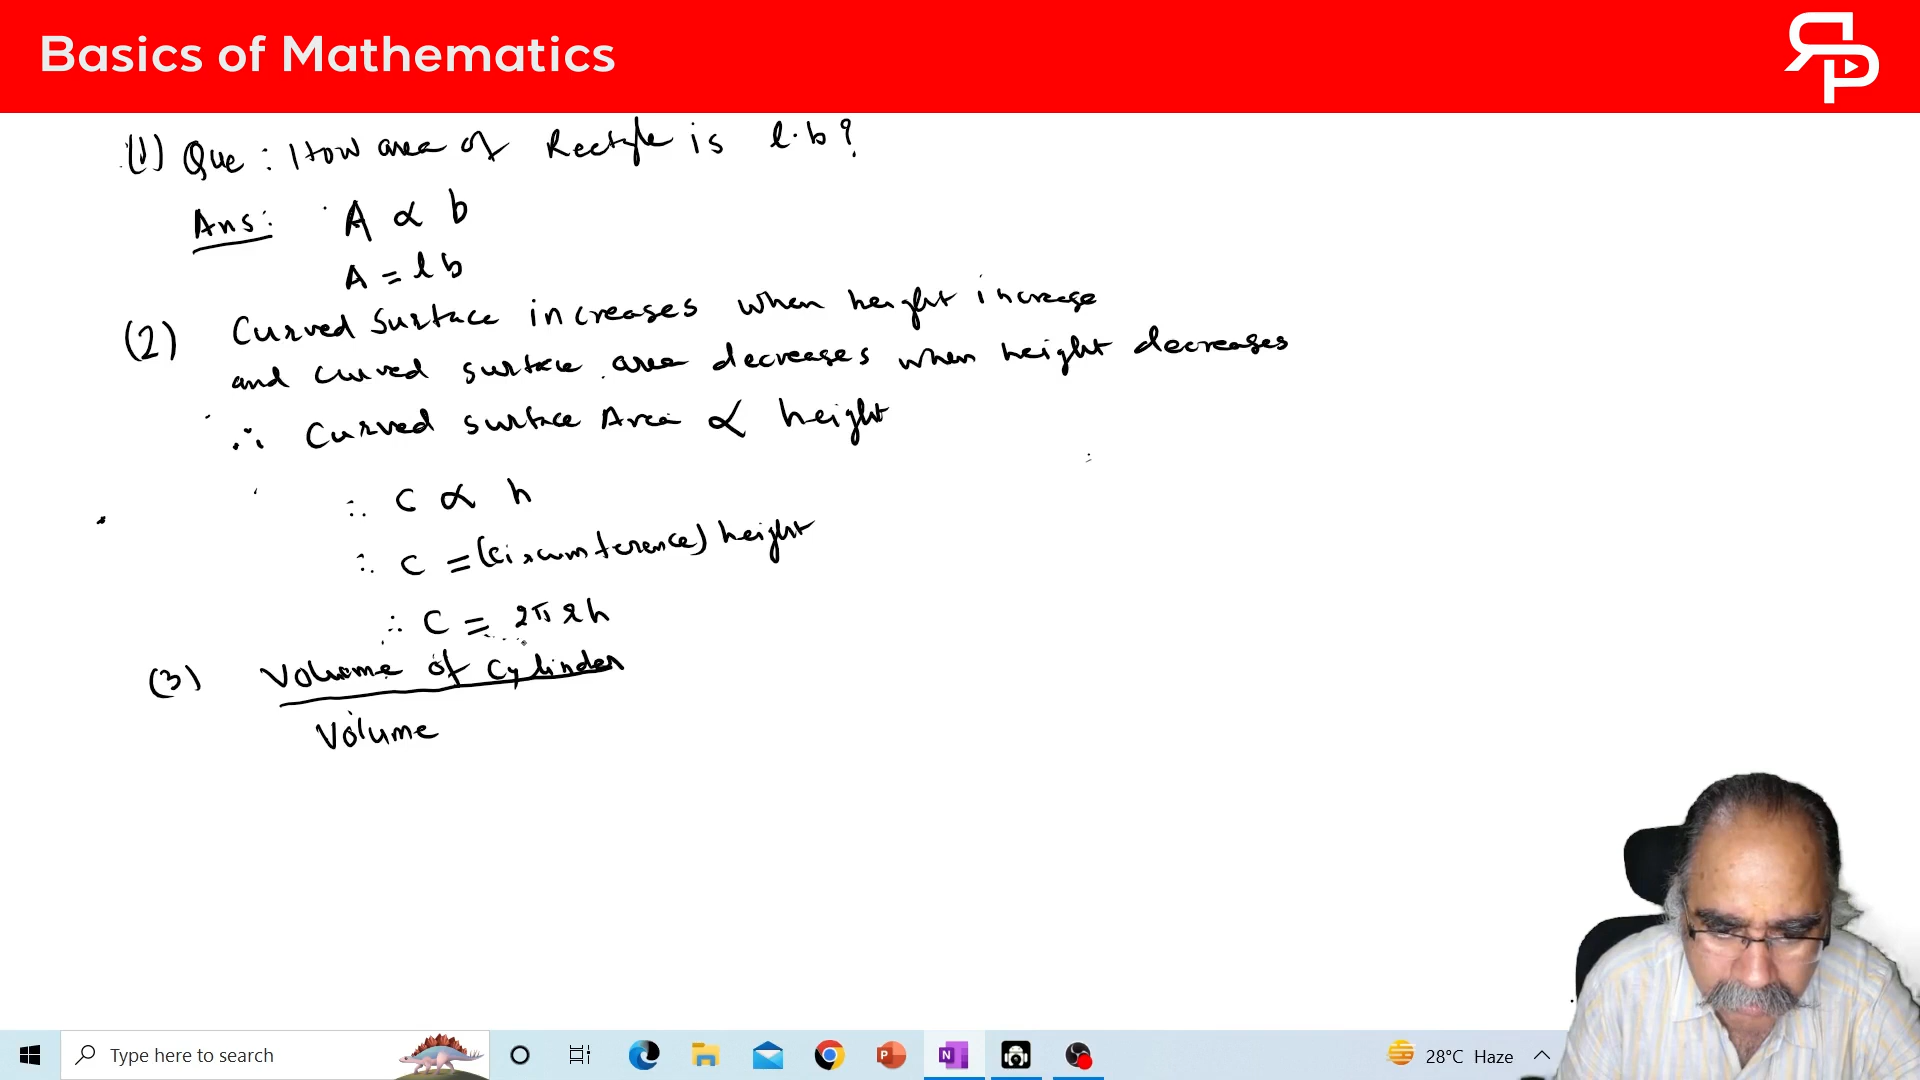 Basics of Mathematics
(1) Que: How area of Rectgle is l.b?
Ans: A ∝ b
A = lb
(2) Curved Surface increases when height increase
and curved surface area decreases when height decreases
∴ Curved surface Area ∝ height
∴ C ∝ h
∴ C = (circumference) height
∴ C = 2πrh
(3) Volume of Cylinder
Volume
Type here to search
28°C Haze